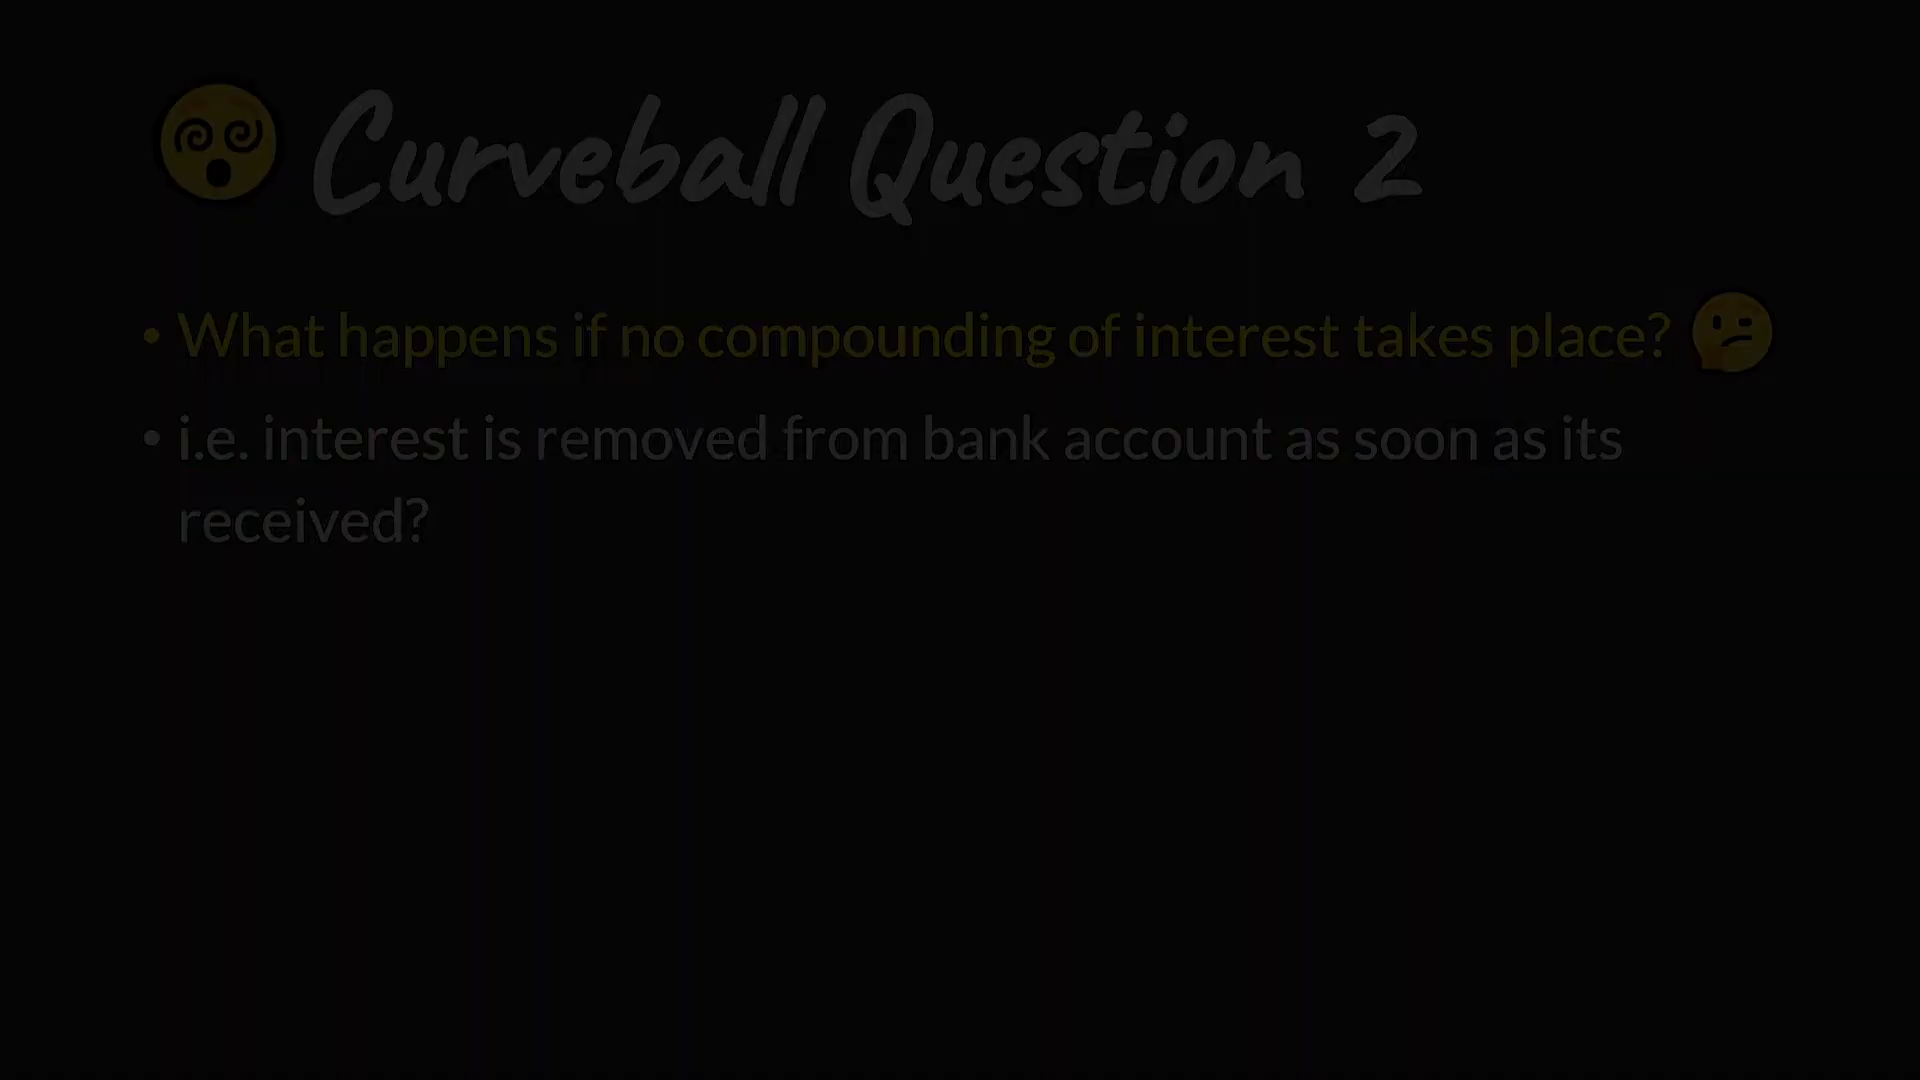 Curveball Question 2
• What happens if no compounding of interest takes place?
• i.e. interest is removed from bank account as soon as its
received?